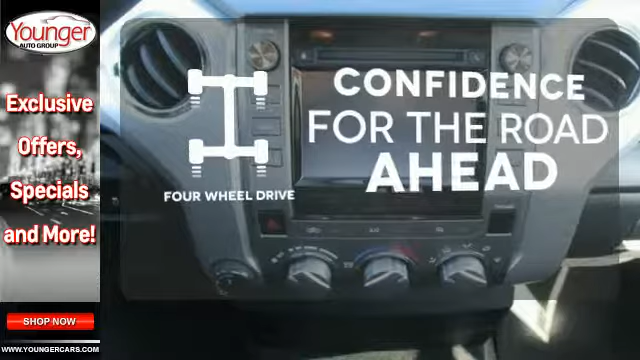 Younger
AUTO GROUP
Exclusive
Offers,
Specials
and More!
SHOP NOW
WWW.YOUNGERCARS.COM
FOUR WHEEL DRIVE
CONFIDENCE
FOR THE ROAD
AHEAD